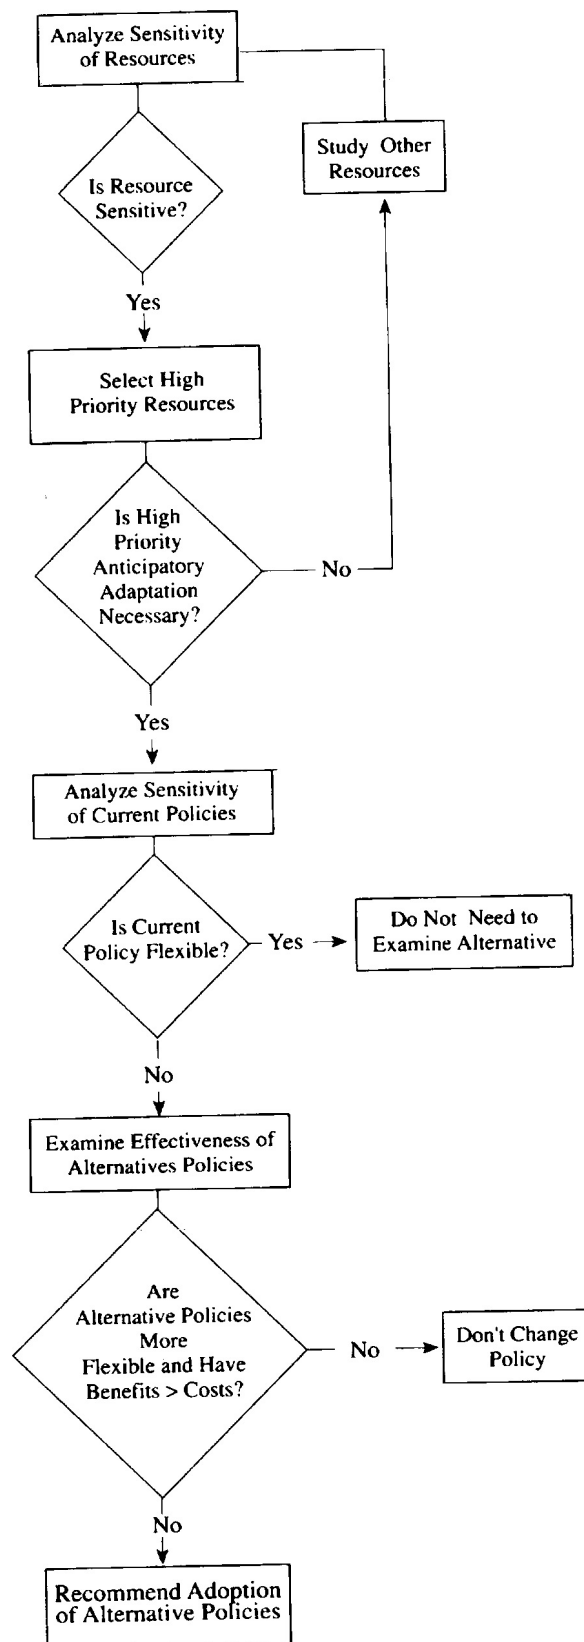 Analyze Sensitivity
of Resources
Study Other
Resources
Is Resource
Sensitive?
Yes
Select High
Priority Resources
Is High
Priority
Anticipatory
Adaptation
Necessary?
No
Yes
Analyze Sensitivity
of Current Policies
Is Current
Policy Flexible?
Yes
Do Not Need to
Examine Alternative
No
Examine Effectiveness of
Alternatives Policies
Are
Alternative Policies
More
Flexible and Have
Benefits > Costs?
No
Don't Change
Policy
No
Recommend Adoption
of Alternative Policies